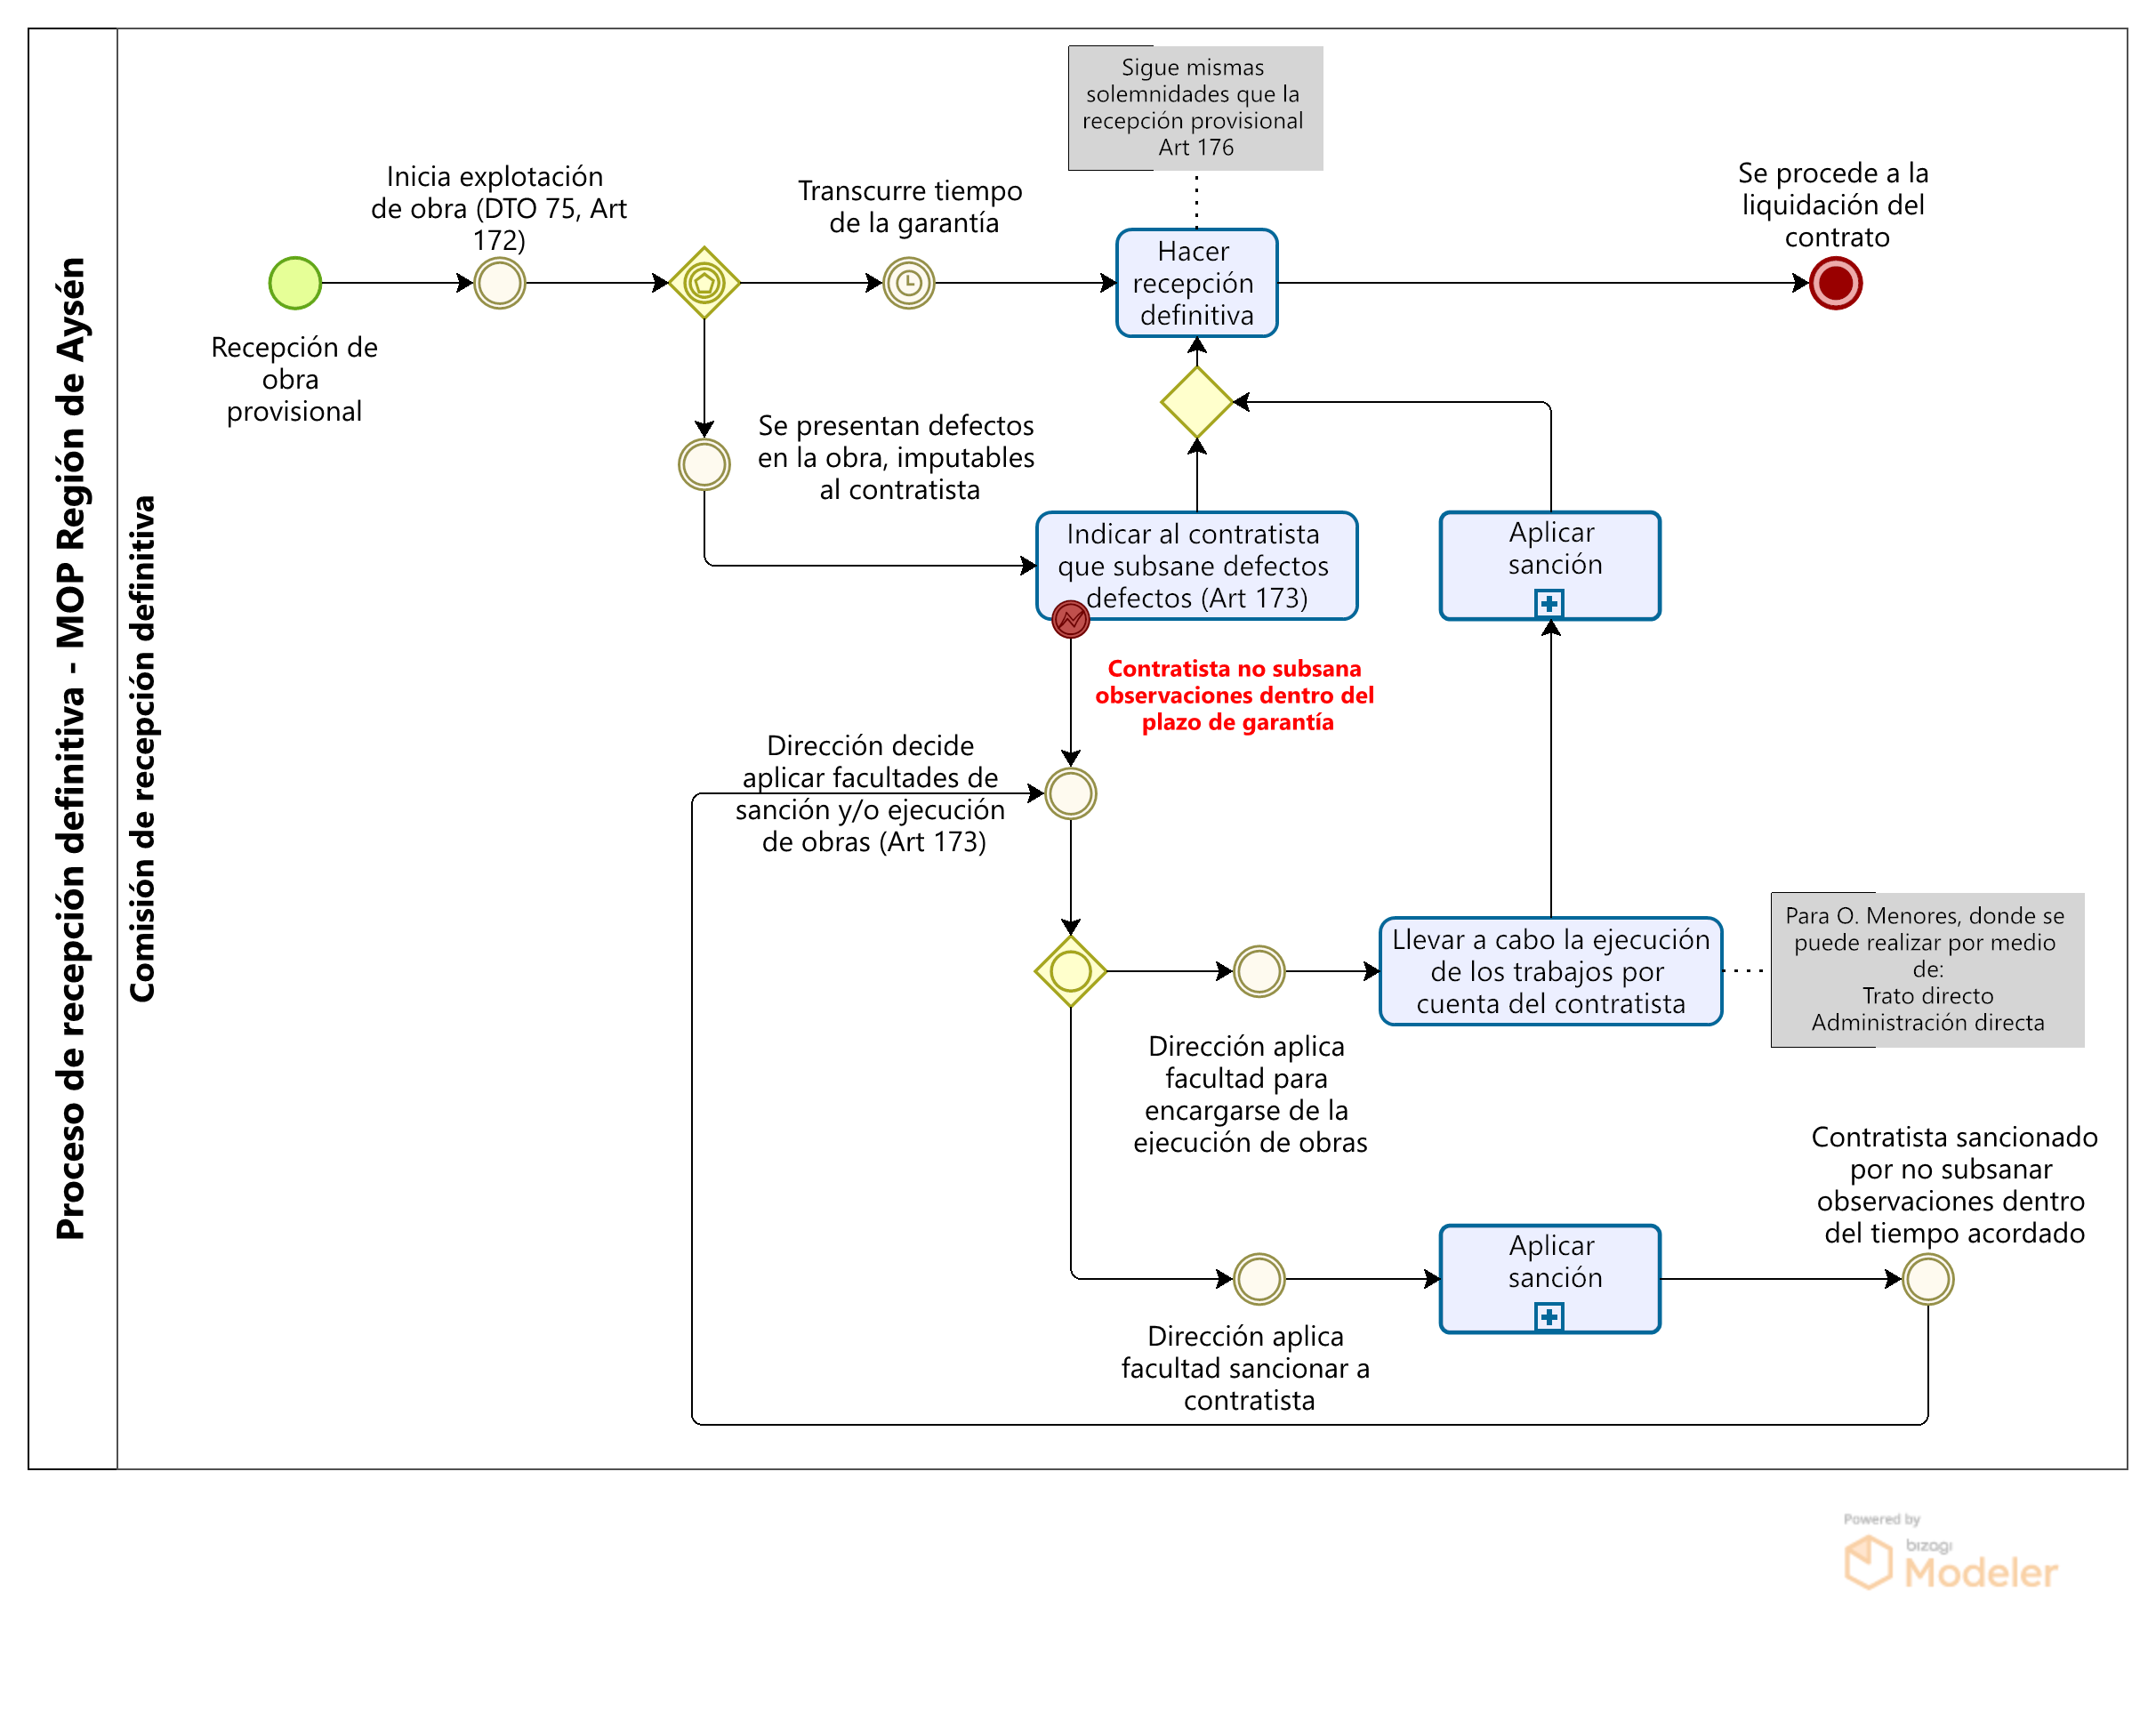 Proceso de recepción definitiva - MOP Región de Aysén
Comisión de recepción definitiva
Sigue mismas
solemnidades que la
recepción provisional
Art 176
Inicia explotación
de obra (DTO 75, Art
172)
Transcurre tiempo
de la garantía
Se procede a la
liquidación del
contrato
Hacer
recepción
definitiva
Recepción de
obra
provisional
Se presentan defectos
en la obra, imputables
al contratista
Indicar al contratista
que subsane defectos
defectos (Art 173)
Aplicar
sanción
Contratista no subsana
observaciones dentro del
plazo de garantía
Dirección decide
aplicar facultades de
sanción y/o ejecución
de obras (Art 173)
Llevar a cabo la ejecución
de los trabajos por
cuenta del contratista
Para O. Menores, donde se
puede realizar por medio
de:
Trato directo
Administración directa
Dirección aplica
facultad para
encargarse de la
ejecución de obras
Contratista sancionado
por no subsanar
observaciones dentro
del tiempo acordado
Aplicar
sanción
Dirección aplica
facultad sancionar a
contratista
Powered by
bizagi
Modeler